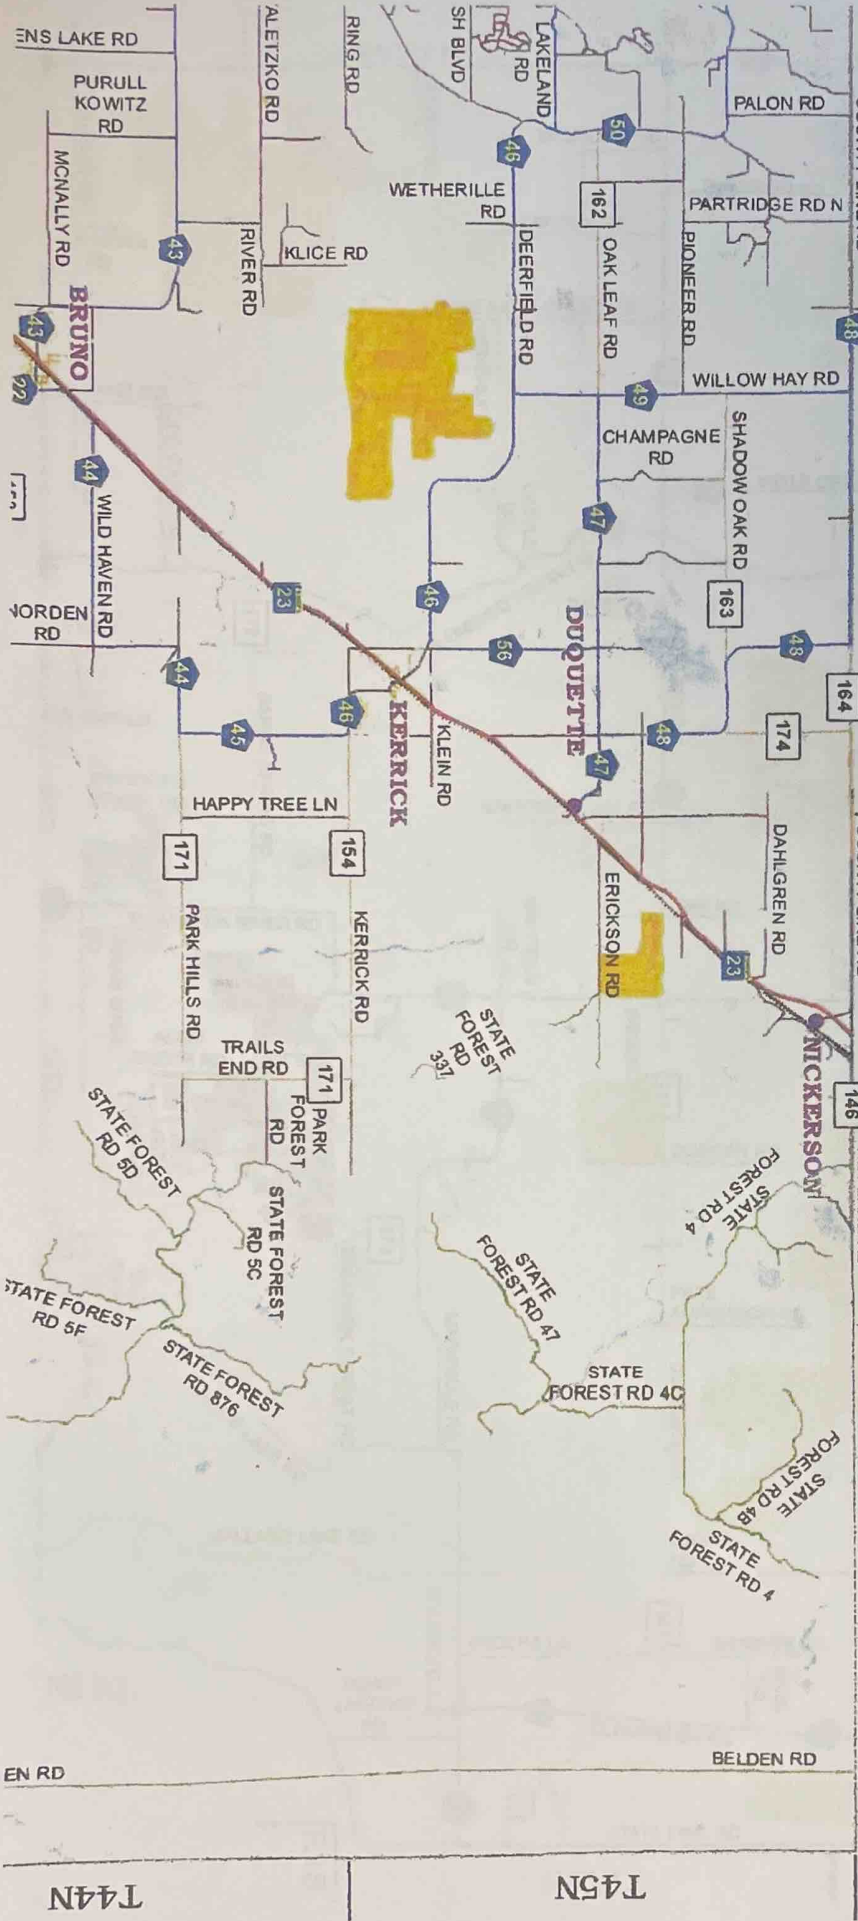 ENS LAKE RD
PURULL
KOWITZ
RD
MCNALLY RD
43
ALETZKO RD
RING RD
SH BLVD
LAKELAND
RD
50
46
PALON RD
WETHERILLE
RD
162
PARTRIDGE RD N
RIVER RD
KLICE RD
DEERFIELD RD
OAK LEAF RD
PIONEER RD
BRUNO
43
22
48
WILLOW HAY RD
49
CHAMPAGNE
RD
SHADOW OAK RD
44
WILD HAVEN RD
47
23
46
163
NORDEN
RD
DUQUETTE
56
48
44
45
46
KERRICK
KLEIN RD
48
47
174
164
HAPPY TREE LN
171
154
DAHLGREN RD
ERICKSON RD
PARK HILLS RD
KERRICK RD
23
STATE
FOREST
RD
337
NICKERSON
TRAILS
END RD
171
PARK
FOREST
RD
146
STATE FOREST
RD 5D
STATE FOREST
RD 5C
STATE
FOREST RD 4
STATE
FOREST RD 47
STATE FOREST
RD 5F
STATE FOREST
RD 876
STATE
FOREST RD 4C
STATE
FOREST RD 4B
STATE
FOREST RD 4
BELDEN RD
EN RD
T44N
T45N